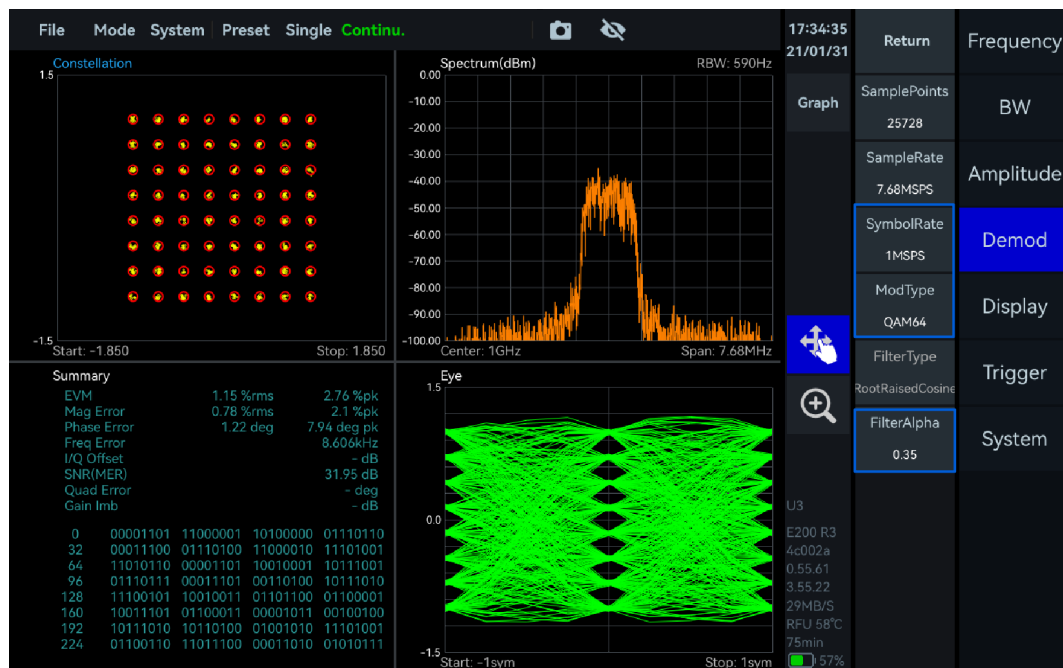 File Mode System Preset Single Continu.
17:34:35
21/01/31
Graph
Constellation
1.5
-1.5
Start: -1.850 Stop: 1.850
Spectrum(dBm) RBW: 590Hz
0.00
-10.00
-20.00
-30.00
-40.00
-50.00
-60.00
-70.00
-80.00
-90.00
-100.00
Center: 1GHz Span: 7.68MHz
Summary
EVM 1.15 %rms 2.76 %pk
Mag Error 0.78 %rms 2.1 %pk
Phase Error 1.22 deg 7.94 deg pk
Freq Error 8.606kHz
I/Q Offset - dB
SNR(MER) 31.95 dB
Quad Error - deg
Gain Imb - dB
0 00001101 11000001 10100000 01110110
32 00011100 01110100 11000010 11101001
64 11010110 00001101 10010001 10111001
96 01110111 00011101 00110100 10111010
128 11100101 10010011 01101100 01100001
160 10011101 01100011 00001011 00100100
192 10111010 10110100 01001010 11101001
224 01100110 11011100 00011010 01010111
Eye
1.5
0.0
-1.5
Start: -1sym Stop: 1sym
U3
E200 R3
4c002a
0.55.61
3.55.22
29MB/S
RFU 58°C
75min
57%
Return
SamplePoints
25728
SampleRate
7.68MSPS
SymbolRate
1MSPS
ModType
QAM64
FilterType
RootRaisedCosine
FilterAlpha
0.35
Frequency
BW
Amplitude
Demod
Display
Trigger
System